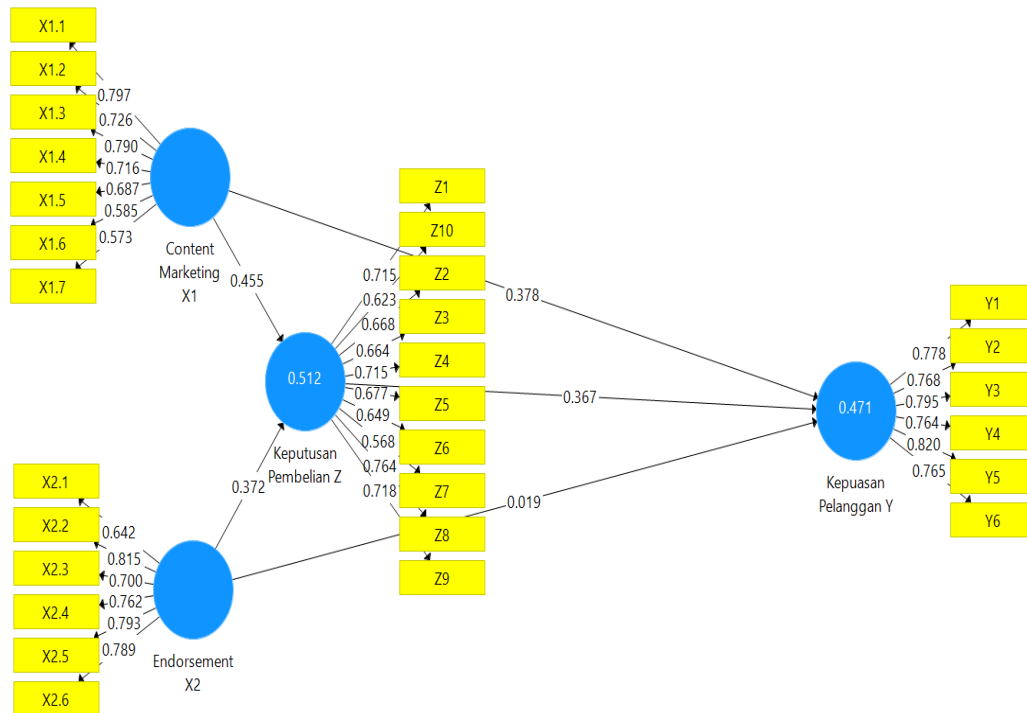 X1.1
X1.2
X1.3
X1.4
X1.5
X1.6
X1.7
0.797
0.726
0.790
0.716
0.687
0.585
0.573
Content
Marketing
X1
0.455
0.378
Z1
Z10
Z2
Z3
Z4
Z5
Z6
Z7
Z8
Z9
0.715
0.623
0.668
0.664
0.715
0.677
0.649
0.568
0.764
0.718
0.512
Keputusan
Pembelian Z
0.367
0.372
0.019
X2.1
X2.2
X2.3
X2.4
X2.5
X2.6
0.642
0.815
0.700
0.762
0.793
0.789
Endorsement
X2
0.471
Kepuasan
Pelanggan Y
0.778
0.768
0.795
0.764
0.820
0.765
Y1
Y2
Y3
Y4
Y5
Y6